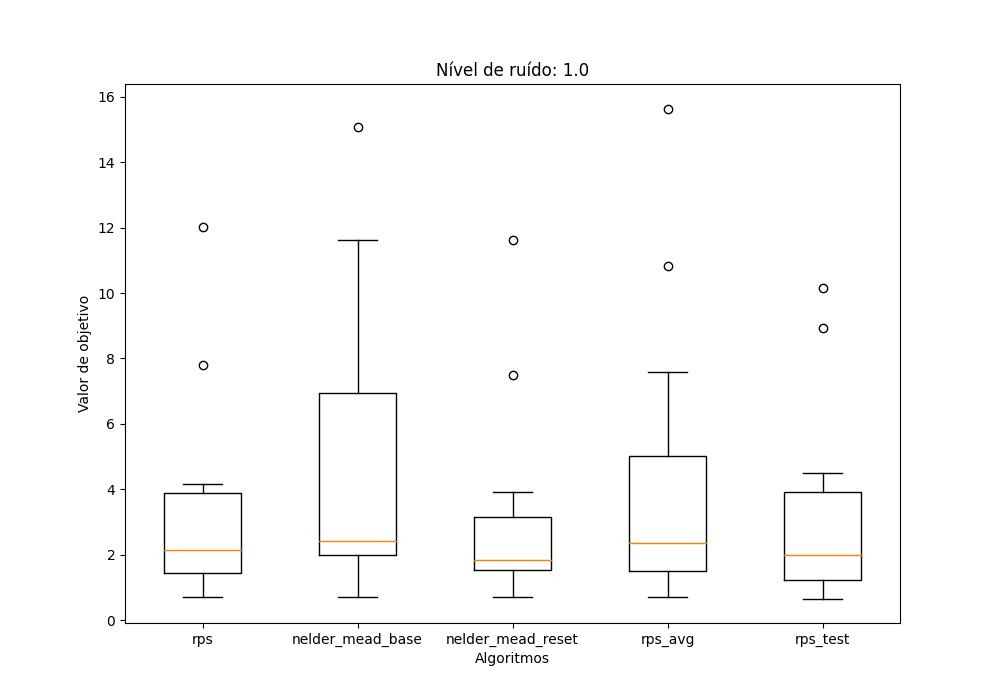 Nível de ruído: 1.0
16
14
12
10
8
6
4
2
0
Valor de objetivo
rps nelder_mead_base nelder_mead_reset rps_avg rps_test
Algoritmos